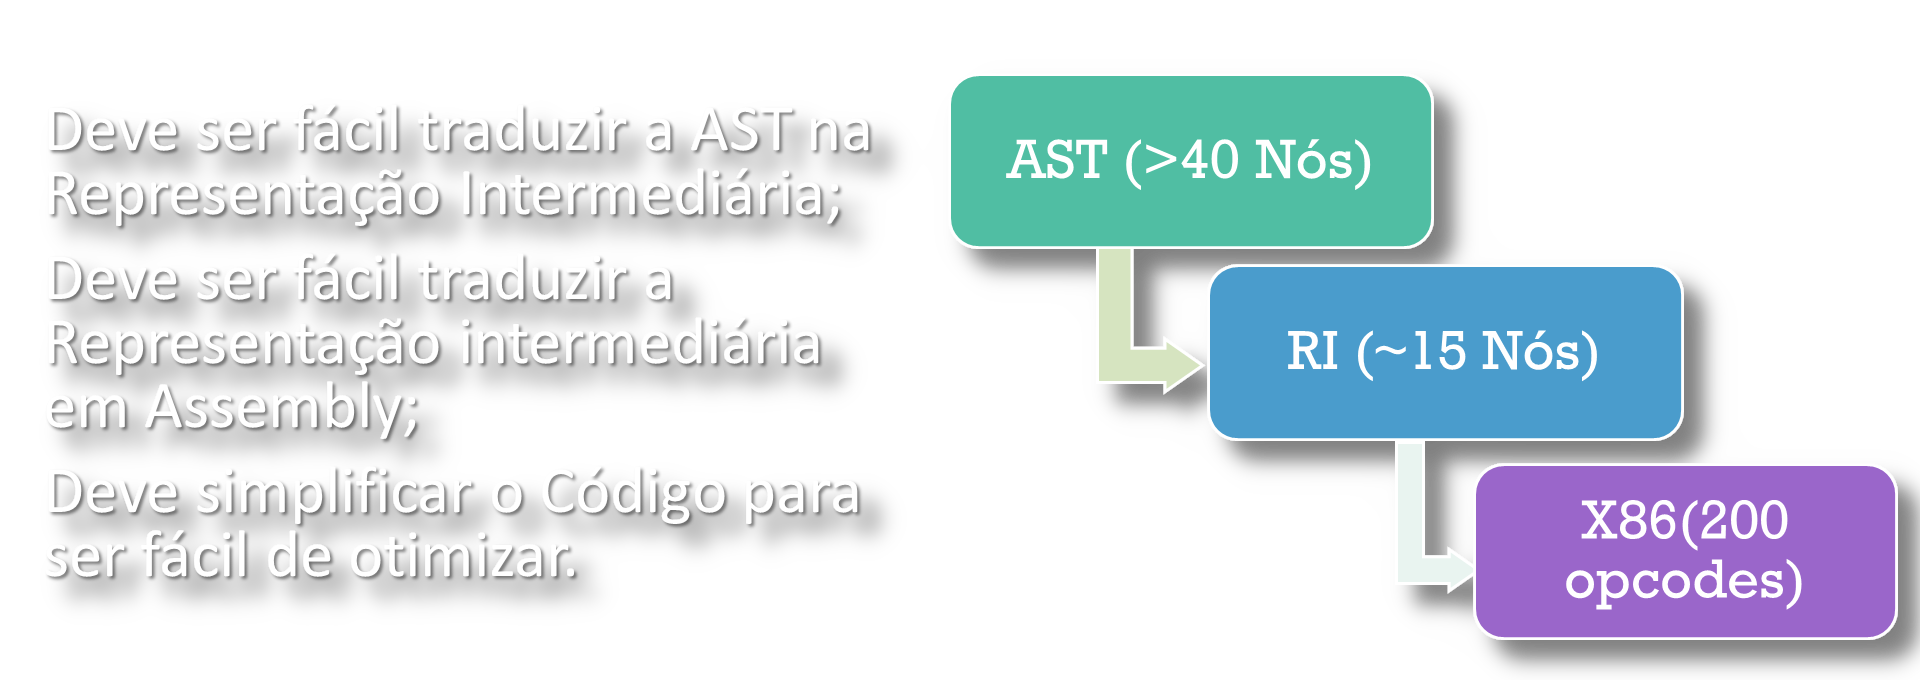 Deve ser fácil traduzir a AST na
Representação Intermediária;
Deve ser fácil traduzir a
Representação intermediária
em Assembly;
Deve simplificar o Código para
ser fácil de otimizar.
AST (>40 Nós)
RI (~15 Nós)
X86(200
opcodes)